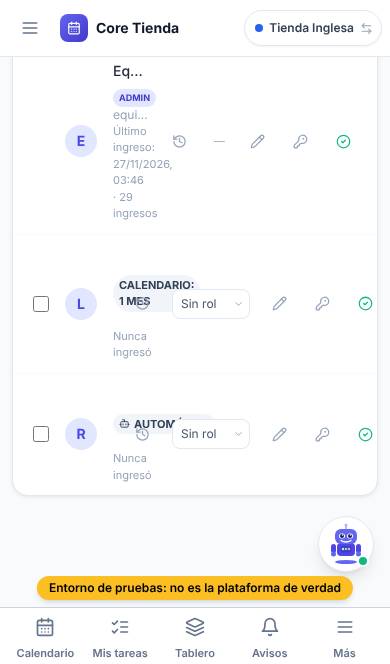 Core Tienda
Tienda Inglesa
Eq...
ADMIN
E
equi...
Último
ingreso:
27/11/2026,
03:46
· 29
ingresos
—
CALENDARIO:
1 MES
L
Sin rol
Nunca
ingresó
R
Sin rol
Nunca
ingresó
Entorno de pruebas: no es la plataforma de verdad
Calendario
Mis tareas
Tablero
Avisos
Más